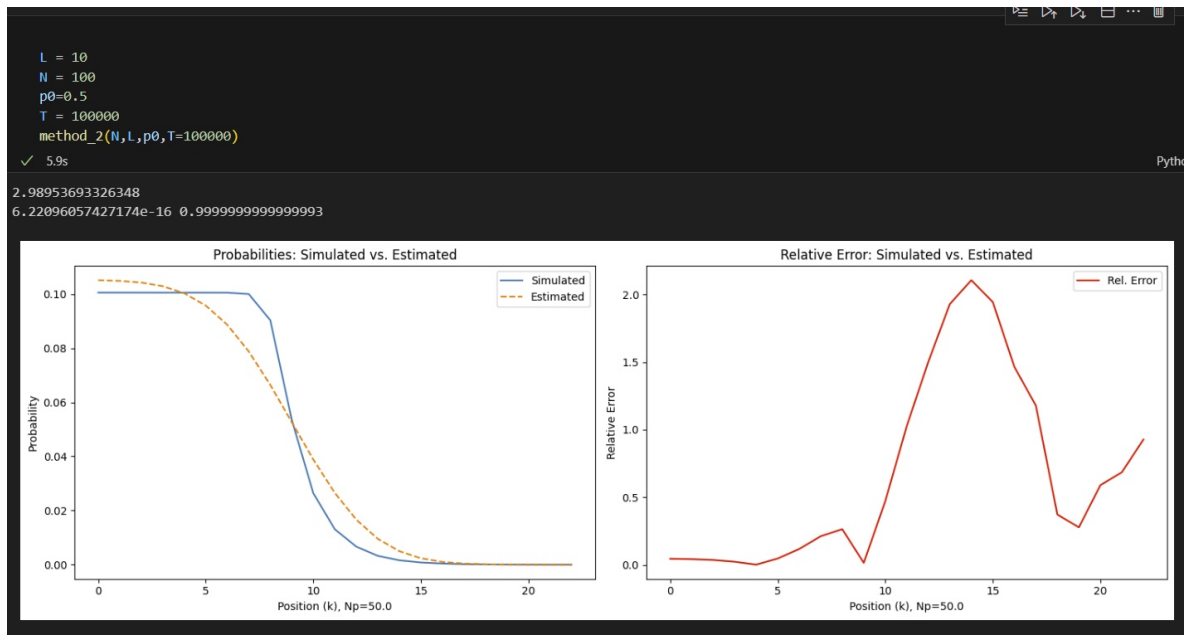 L = 10
N = 100
p0=0.5
T = 100000
method_2(N,L,p0,T=100000)
5.9s
2.98953693326348
6.22096057427174e-16 0.9999999999999993
Probabilities: Simulated vs. Estimated
Simulated
Estimated
0.10
0.08
0.06
0.04
0.02
0.00
Probability
0 5 10 15 20
Position (k), Np=50.0
Relative Error: Simulated vs. Estimated
Rel. Error
2.0
1.5
1.0
0.5
0.0
Relative Error
0 5 10 15 20
Position (k), Np=50.0